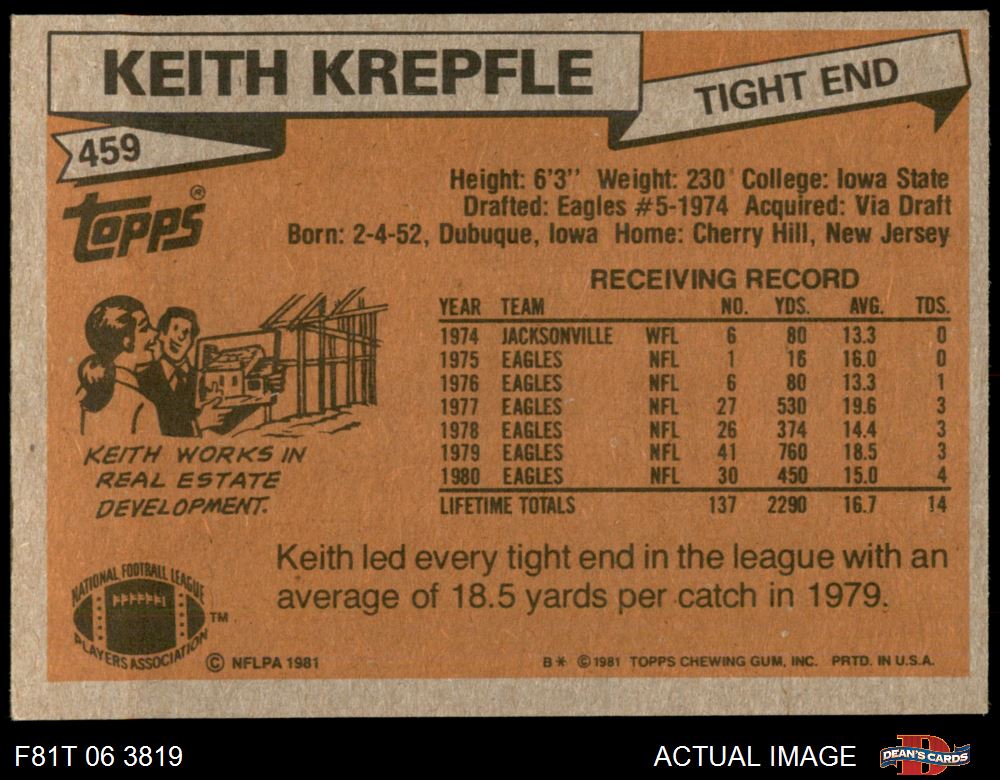 KEITH KREPFLE
TIGHT END
459
TOPPS®
Height: 6'3'' Weight: 230 College: Iowa State
Drafted: Eagles #5-1974 Acquired: Via Draft
Born: 2-4-52, Dubuque, Iowa Home: Cherry Hill, New Jersey
RECEIVING RECORD
YEAR TEAM NO. YDS. AVG. TDS.
1974 JACKSONVILLE WFL 6 80 13.3 0
1975 EAGLES NFL 1 16 16.0 0
1976 EAGLES NFL 6 80 13.3 1
1977 EAGLES NFL 27 530 19.6 3
1978 EAGLES NFL 26 374 14.4 3
1979 EAGLES NFL 41 760 18.5 3
1980 EAGLES NFL 30 450 15.0 4
LIFETIME TOTALS 137 2290 16.7 14
KEITH WORKS IN
REAL ESTATE
DEVELOPMENT.
Keith led every tight end in the league with an
average of 18.5 yards per catch in 1979.
NATIONAL FOOTBALL LEAGUE
PLAYERS ASSOCIATION
TM
© NFLPA 1981
B* © 1981 TOPPS CHEWING GUM, INC. PRTD. IN U.S.A.
F81T 06 3819
ACTUAL IMAGE
DEAN'S CARDS